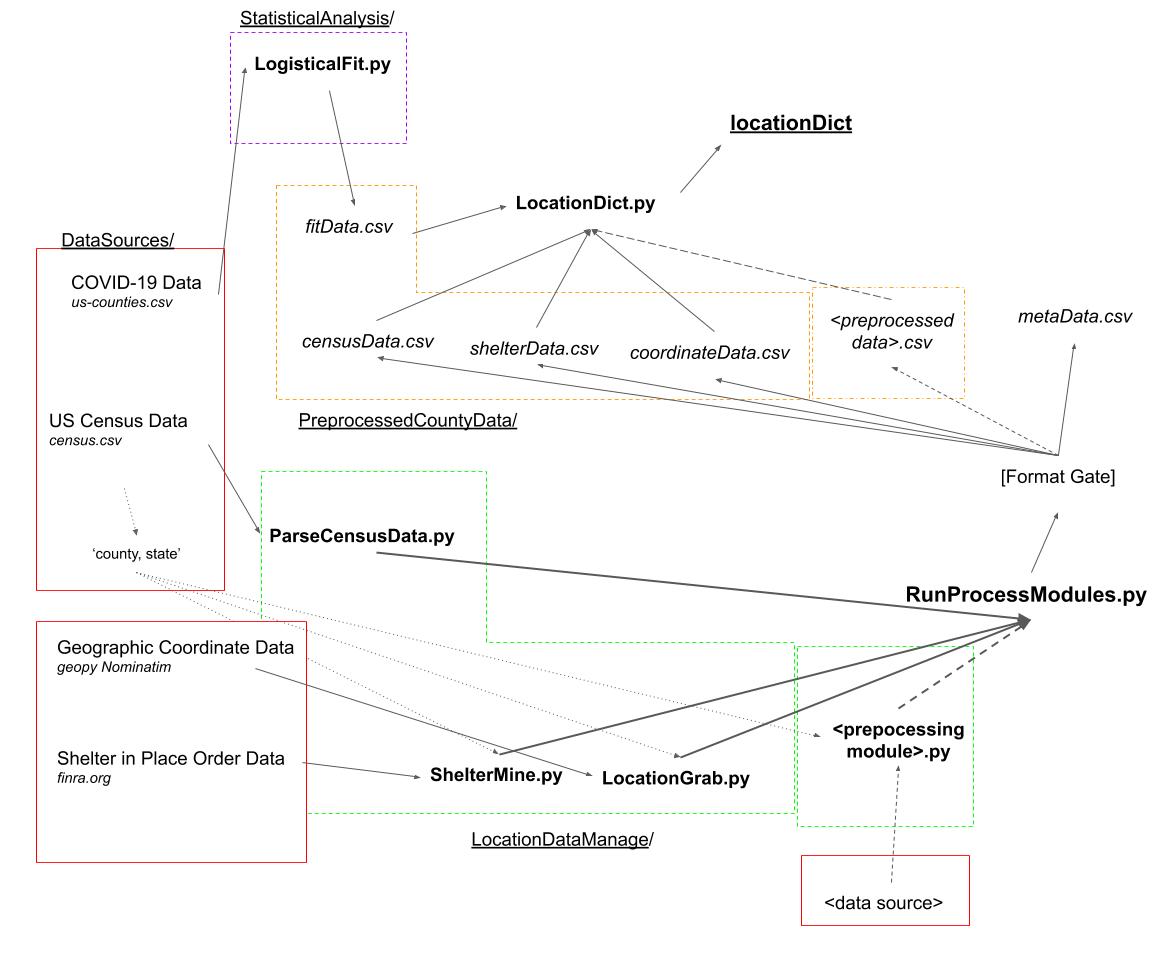 StatisticalAnalysis/
LogisticalFit.py
locationDict
LocationDict.py
fitData.csv
DataSources/
COVID-19 Data
us-counties.csv
censusData.csv
shelterData.csv
coordinateData.csv
<preprocessed
data>.csv
metaData.csv
PreprocessedCountyData/
US Census Data
census.csv
[Format Gate]
ParseCensusData.py
'county, state'
RunProcessModules.py
Geographic Coordinate Data
geopy Nominatim
Shelter in Place Order Data
finra.org
ShelterMine.py
LocationGrab.py
<prepocessing
module>.py
LocationDataManage/
<data source>